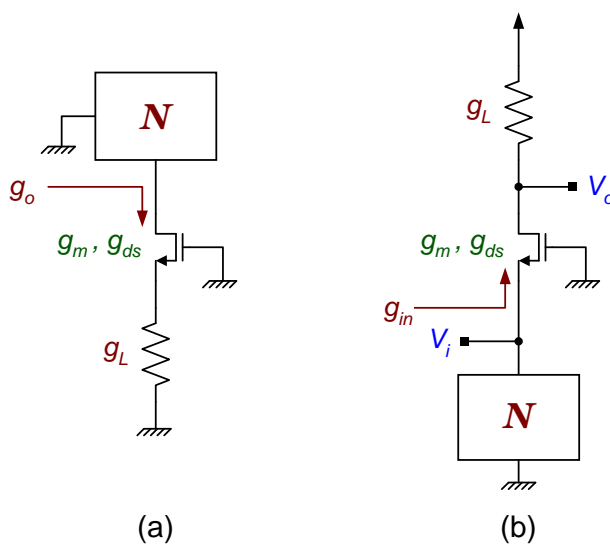 N
g_o
g_m , g_ds
g_L
(a)
g_L
V_o
g_m , g_ds
g_in
V_i
N
(b)